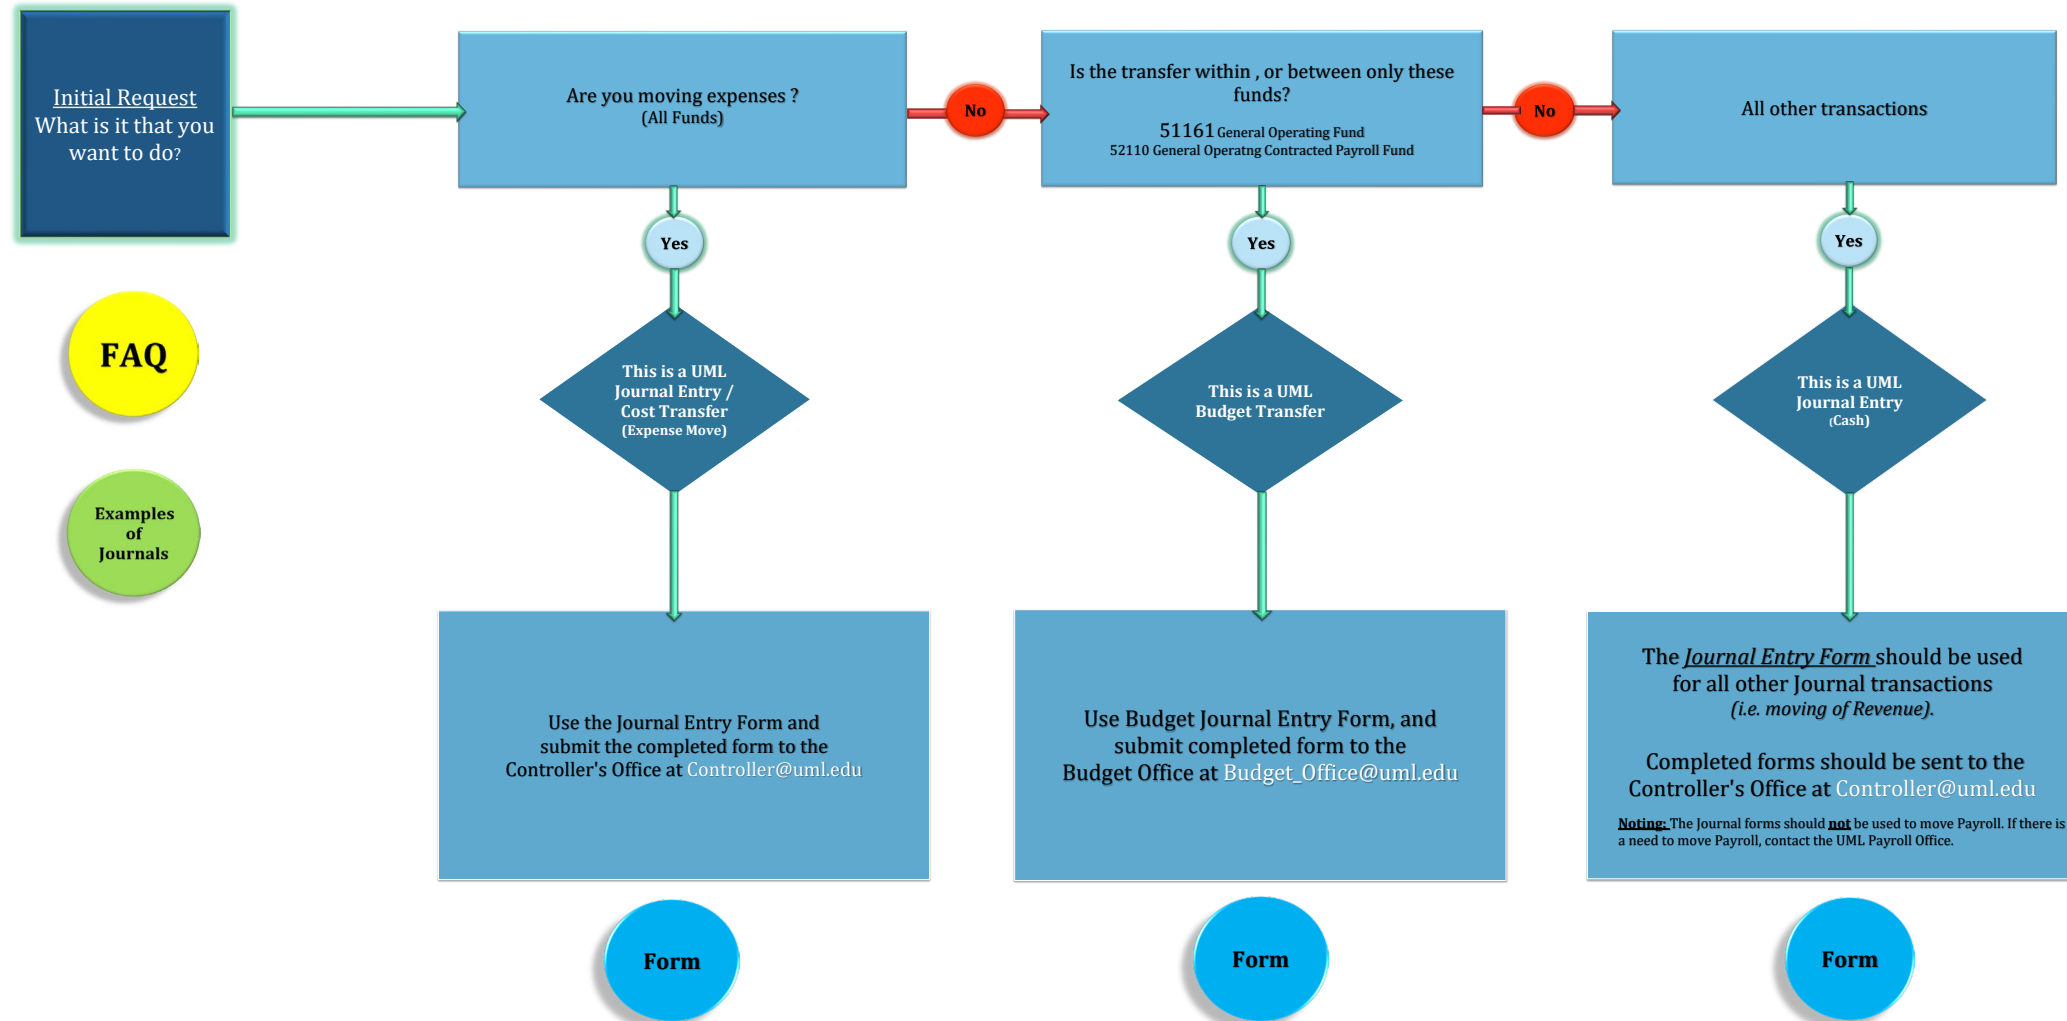 Initial Request
What is it that you
want to do?
Are you moving expenses ?
(All Funds)
No
Is the transfer within , or between only these
funds?
51161 General Operating Fund
52110 General Operatng Contracted Payroll Fund
No
All other transactions
Yes
Yes
Yes
FAQ
Examples
of
Journals
This is a UML
Journal Entry /
Cost Transfer
(Expense Move)
This is a UML
Budget Transfer
This is a UML
Journal Entry
(Cash)
Use the Journal Entry Form and
submit the completed form to the
Controller's Office at Controller@uml.edu
Use Budget Journal Entry Form, and
submit completed form to the
Budget Office at Budget_Office@uml.edu
The Journal Entry Form should be used
for all other Journal transactions
(i.e. moving of Revenue).
Completed forms should be sent to the
Controller's Office at Controller@uml.edu
Noting: The Journal forms should not be used to move Payroll. If there is
a need to move Payroll, contact the UML Payroll Office.
Form
Form
Form